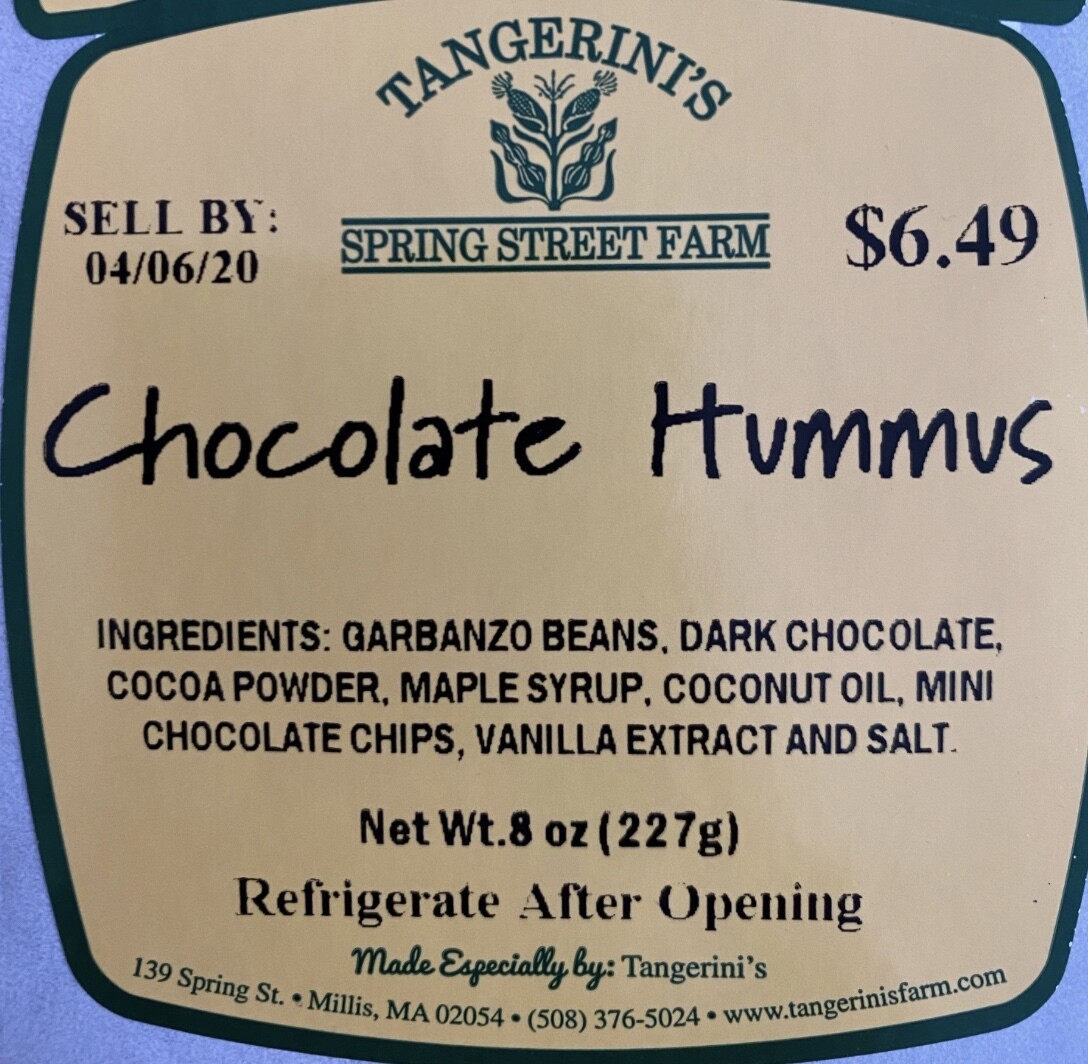 TANGERINI'S
SPRING STREET FARM
SELL BY:
04/06/20
$6.49
Chocolate Hummus
INGREDIENTS: GARBANZO BEANS, DARK CHOCOLATE,
COCOA POWDER, MAPLE SYRUP, COCONUT OIL, MINI
CHOCOLATE CHIPS, VANILLA EXTRACT AND SALT.
Net Wt.8 oz (227g)
Refrigerate After Opening
Made Especially by: Tangerini's
139 Spring St. • Millis, MA 02054 • (508) 376-5024 • www.tangerinisfarm.com